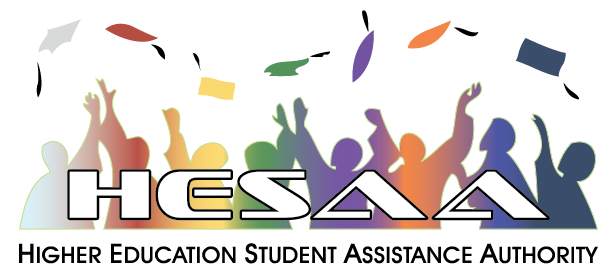 HESAA
HIGHER EDUCATION STUDENT ASSISTANCE AUTHORITY